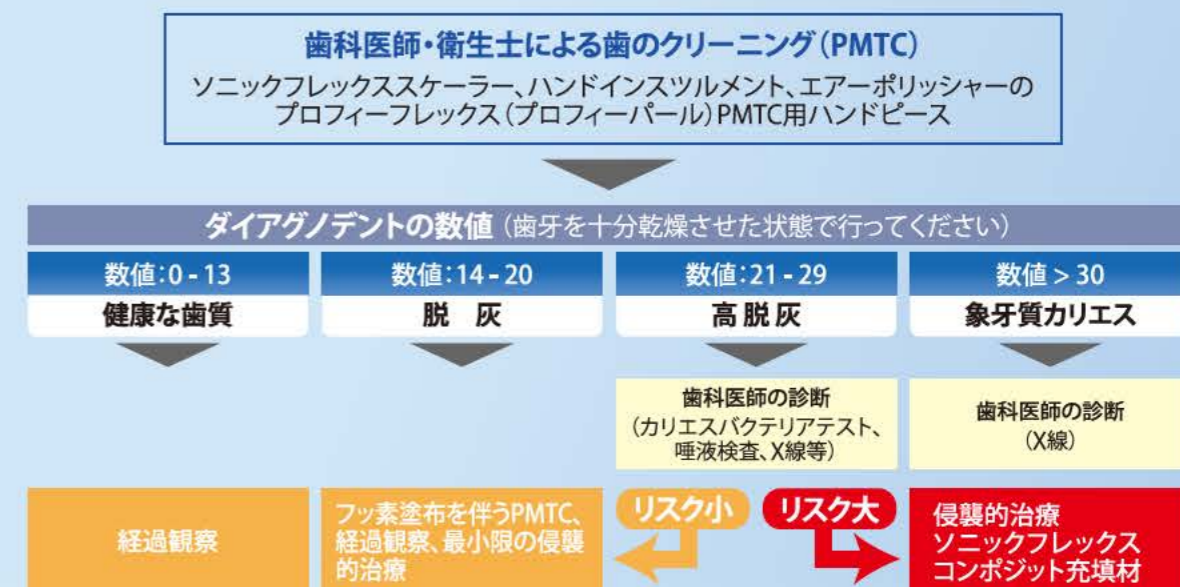 歯科医師・衛生士による歯のクリーニング(PMTC)
ソニックフレックススケーラー、ハンドインスツルメント、エアーポリッシャーの
プロフィーフレックス(プロフィーパール)PMTC用ハンドピース
ダイアグノデントの数値(歯牙を十分乾燥させた状態で行ってください)
数値:0 - 13
健康な歯質
数値:14 - 20
脱 灰
数値:21 - 29
高脱灰
数値 > 30
象牙質カリエス
歯科医師の診断
(カリエスバクテリアテスト、
唾液検査、X線等)
歯科医師の診断
(X線)
経過観察
フッ素塗布を伴うPMTC、
経過観察、最小限の侵襲
的治療
リスク小
リスク大
侵襲的治療
ソニックフレックス
コンポジット充填材